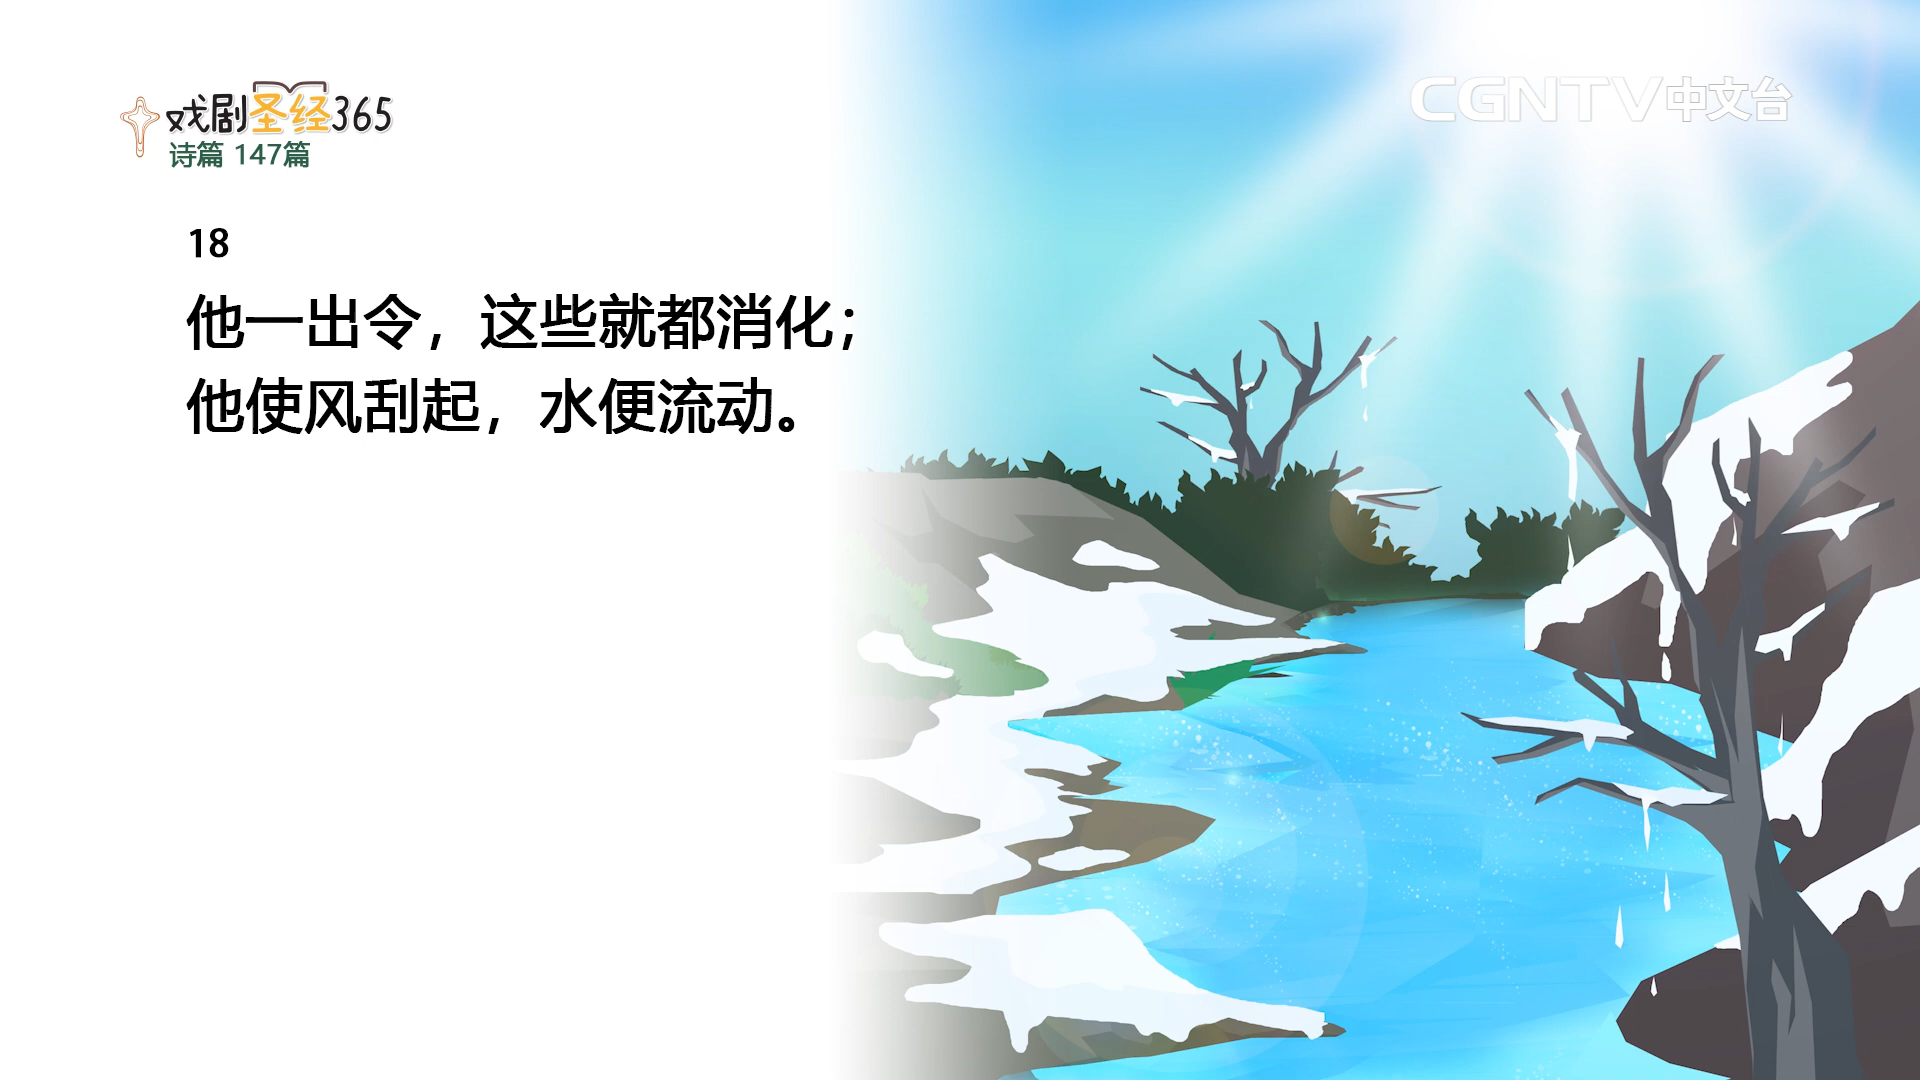 戏剧圣经365
诗篇 147篇
CGNTV中文台
18
他一出令，这些就都消化；
他使风刮起，水便流动。